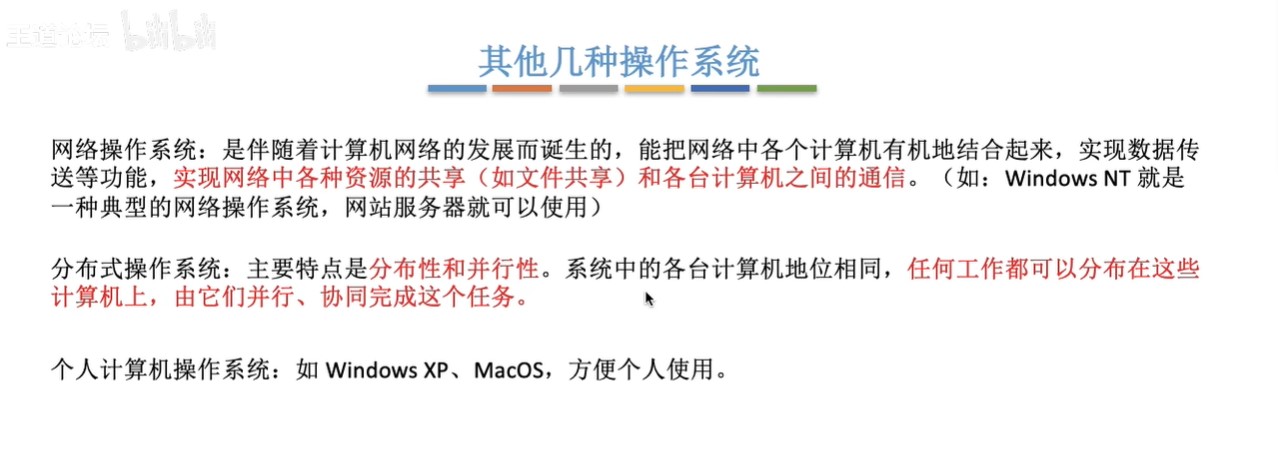 王道论坛 bilibili
其他几种操作系统
网络操作系统：是伴随着计算机网络的发展而诞生的，能把网络中各个计算机有机地结合起来，实现数据传
送等功能，实现网络中各种资源的共享（如文件共享）和各台计算机之间的通信。（如：Windows NT 就是
一种典型的网络操作系统，网站服务器就可以使用）
分布式操作系统：主要特点是分布性和并行性。系统中的各台计算机地位相同，任何工作都可以分布在这些
计算机上，由它们并行、协同完成这个任务。
个人计算机操作系统：如 Windows XP、MacOS，方便个人使用。